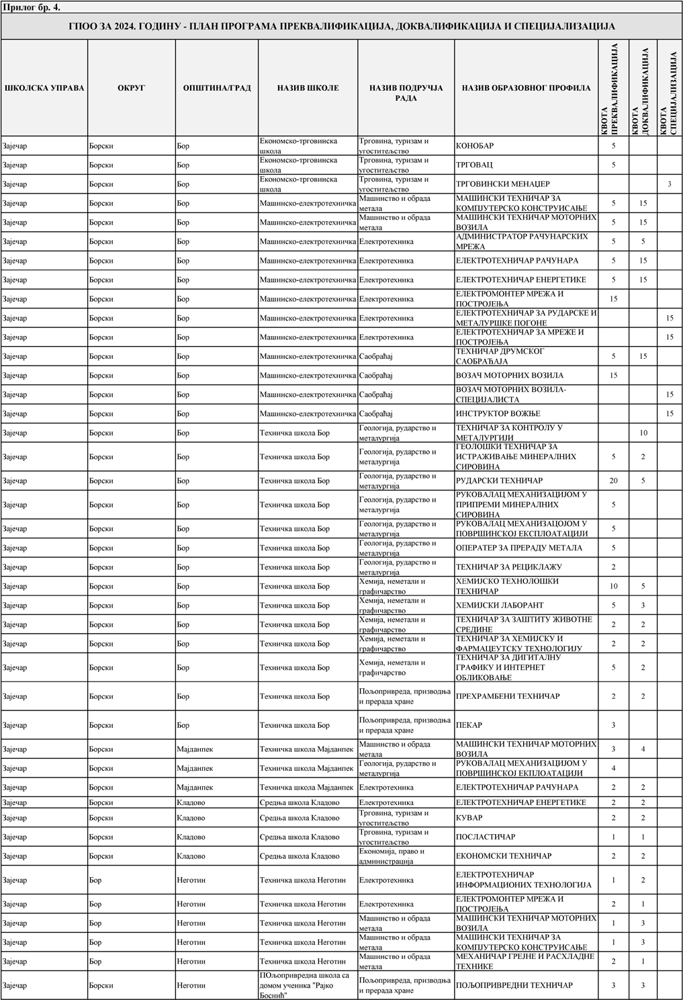 Прилог бр. 4.
ГПОО ЗА 2024. ГОДИНУ - ПЛАН ПРОГРАМА ПРЕКВАЛИФИКАЦИЈА, ДОКВАЛИФИКАЦИЈА И СПЕЦИЈАЛИЗАЦИЈА
ШКОЛСКА УПРАВА ОКРУГ ОПШТИНА/ГРАД НАЗИВ ШКОЛЕ НАЗИВ ПОДРУЧЈА РАДА НАЗИВ ОБРАЗОВНОГ ПРОФИЛА КВОТА ПРЕКВАЛИФИКАЦИЈА КВОТА ДОКВАЛИФИКАЦИЈА КВОТА СПЕЦИЈАЛИЗАЦИЈА
Зајечар Борски Бор Економско-трговинска школа Трговина, туризам и угоститељство КОНОБАР 5
Зајечар Борски Бор Економско-трговинска школа Трговина, туризам и угоститељство ТРГОВАЦ 5
Зајечар Борски Бор Економско-трговинска школа Трговина, туризам и угоститељство ТРГОВИНСКИ МЕНАЏЕР 3
Зајечар Борски Бор Машинско-електротехничка Машинство и обрада метала МАШИНСКИ ТЕХНИЧАР ЗА КОМПЈУТЕРСКО КОНСТРУИСАЊЕ 5 15
Зајечар Борски Бор Машинско-електротехничка Машинство и обрада метала МАШИНСКИ ТЕХНИЧАР МОТОРНИХ ВОЗИЛА 5 15
Зајечар Борски Бор Машинско-електротехничка Електротехника АДМИНИСТРАТОР РАЧУНАРСКИХ МРЕЖА 5 5
Зајечар Борски Бор Машинско-електротехничка Електротехника ЕЛЕКТРОТЕХНИЧАР РАЧУНАРА 5 15
Зајечар Борски Бор Машинско-електротехничка Електротехника ЕЛЕКТРОТЕХНИЧАР ЕНЕРГЕТИКЕ 5 15
Зајечар Борски Бор Машинско-електротехничка Електротехника ЕЛЕКТРОМОНТЕР МРЕЖА И ПОСТРОЈЕЊА 15
Зајечар Борски Бор Машинско-електротехничка Електротехника ЕЛЕКТРОТЕХНИЧАР ЗА РУДАРСКЕ И МЕТАЛУРШКЕ ПОГОНЕ 15
Зајечар Борски Бор Машинско-електротехничка Електротехника ЕЛЕКТРОТЕХНИЧАР ЗА МРЕЖЕ И ПОСТРОЈЕЊА 15
Зајечар Борски Бор Машинско-електротехничка Саобраћај ТЕХНИЧАР ДРУМСКОГ САОБРАЋАЈА 5 15
Зајечар Борски Бор Машинско-електротехничка Саобраћај ВОЗАЧ МОТОРНИХ ВОЗИЛА 15
Зајечар Борски Бор Машинско-електротехничка Саобраћај ВОЗАЧ МОТОРНИХ ВОЗИЛА-СПЕЦИЈАЛИСТА 15
Зајечар Борски Бор Машинско-електротехничка Саобраћај ИНСТРУКТОР ВОЖЊЕ 15
Зајечар Борски Бор Техничка школа Бор Геологија, рударство и металургија ТЕХНИЧАР ЗА КОНТРОЛУ У МЕТАЛУРГИЈИ 10
Зајечар Борски Бор Техничка школа Бор Геологија, рударство и металургија ГЕОЛОШКИ ТЕХНИЧАР ЗА ИСТРАЖИВАЊЕ МИНЕРАЛНИХ СИРОВИНА 5 2
Зајечар Борски Бор Техничка школа Бор Геологија, рударство и металургија РУДАРСКИ ТЕХНИЧАР 20 5
Зајечар Борски Бор Техничка школа Бор Геологија, рударство и металургија РУКОВАЛАЦ МЕХАНИЗАЦИЈОМ У ПРИПРЕМИ МИНЕРАЛНИХ СИРОВИНА 5
Зајечар Борски Бор Техничка школа Бор Геологија, рударство и металургија РУКОВАЛАЦ МЕХАНИЗАЦОЈОМ У ПОВРШИНСКОЈ ЕКСПЛОАТАЦИЈИ 5
Зајечар Борски Бор Техничка школа Бор Геологија, рударство и металургија ОПЕРАТЕР ЗА ПРЕРАДУ МЕТАЛА 5
Зајечар Борски Бор Техничка школа Бор Геологија, рударство и металургија ТЕХНИЧАР ЗА РЕЦИКЛАЖУ 2
Зајечар Борски Бор Техничка школа Бор Хемија, неметали и графичарство ХЕМИЈСКО ТЕХНОЛОШКИ ТЕХНИЧАР 10 5
Зајечар Борски Бор Техничка школа Бор Хемија, неметали и графичарство ХЕМИЈСКИ ЛАБОРАНТ 5 3
Зајечар Борски Бор Техничка школа Бор Хемија, неметали и графичарство ТЕХНИЧАР ЗА ЗАШТИТУ ЖИВОТНЕ СРЕДИНЕ 2 2
Зајечар Борски Бор Техничка школа Бор Хемија, неметали и графичарство ТЕХНИЧАР ЗА ХЕМИЈСКУ И ФАРМАЦЕУТСКУ ТЕХНОЛОГИЈУ 2 2
Зајечар Борски Бор Техничка школа Бор Хемија, неметали и графичарство ТЕХНИЧАР ЗА ДИГИТАЛНУ ГРАФИКУ И ИНТЕРНЕТ ОБЛИКОВАЊЕ 5 2
Зајечар Борски Бор Техничка школа Бор Пољопривреда, призводња и прерада хране ПРЕХРАМБЕНИ ТЕХНИЧАР 2 2
Зајечар Борски Бор Техничка школа Бор Пољопривреда, призводња и прерада хране ПЕКАР 3
Зајечар Борски Мајданпек Техничка школа Мајданпек Машинство и обрада метала МАШИНСКИ ТЕХНИЧАР МОТОРНИХ ВОЗИЛА 3 4
Зајечар Борски Мајданпек Техничка школа Мајданпек Геологија, рударство и металургија РУКОВАЛАЦ МЕХАНИЗАЦИЈОМ У ПОВРШИНСКОЈ ЕКПЛОАТАЦИЈИ 4
Зајечар Борски Мајданпек Техничка школа Мајданпек Електротехника ЕЛЕКТРОТЕХНИЧАР РАЧУНАРА 2 2
Зајечар Борски Кладово Средња школа Кладово Електротехника ЕЛЕКТРОТЕХНИЧАР ЕНЕРГЕТИКЕ 2 2
Зајечар Борски Кладово Средња школа Кладово Трговина, туризам и угоститељство КУВАР 2 2
Зајечар Борски Кладово Средња школа Кладово Трговина, туризам и угоститељство ПОСЛАСТИЧАР 1 1
Зајечар Борски Кладово Средња школа Кладово Економија, право и администрација ЕКОНОМСКИ ТЕХНИЧАР 2 2
Зајечар Бор Неготин Техничка школа Неготин Електротехника ЕЛЕКТРОТЕХНИЧАР ИНФОРМАЦИОНИХ ТЕХНОЛОГИЈА 1 2
Зајечар Бор Неготин Техничка школа Неготин Електротехника ЕЛЕКТРОМОНТЕР МРЕЖА И ПОСТРОЈЕЊА 2 1
Зајечар Бор Неготин Техничка школа Неготин Машинство и обрада метала МАШИНСКИ ТЕХНИЧАР МОТОРНИХ ВОЗИЛА 1 3
Зајечар Бор Неготин Техничка школа Неготин Машинство и обрада метала МАШИНСКИ ТЕХНИЧАР ЗА КОМПЈУТЕРСКО КОНСТРУИСАЊЕ 1 3
Зајечар Бор Неготин Техничка школа Неготин Машинство и обрада метала МЕХАНИЧАР ГРЕЈНЕ И РАСХЛАДНЕ ТЕХНИКЕ 2 1
Зајечар Борски Неготин ПОљопривредна школа са домом ученика "Рајко Боснић" Пољопривреда, призводња и прерада хране ПОЉОПРИВРЕДНИ ТЕХНИЧАР 3 3